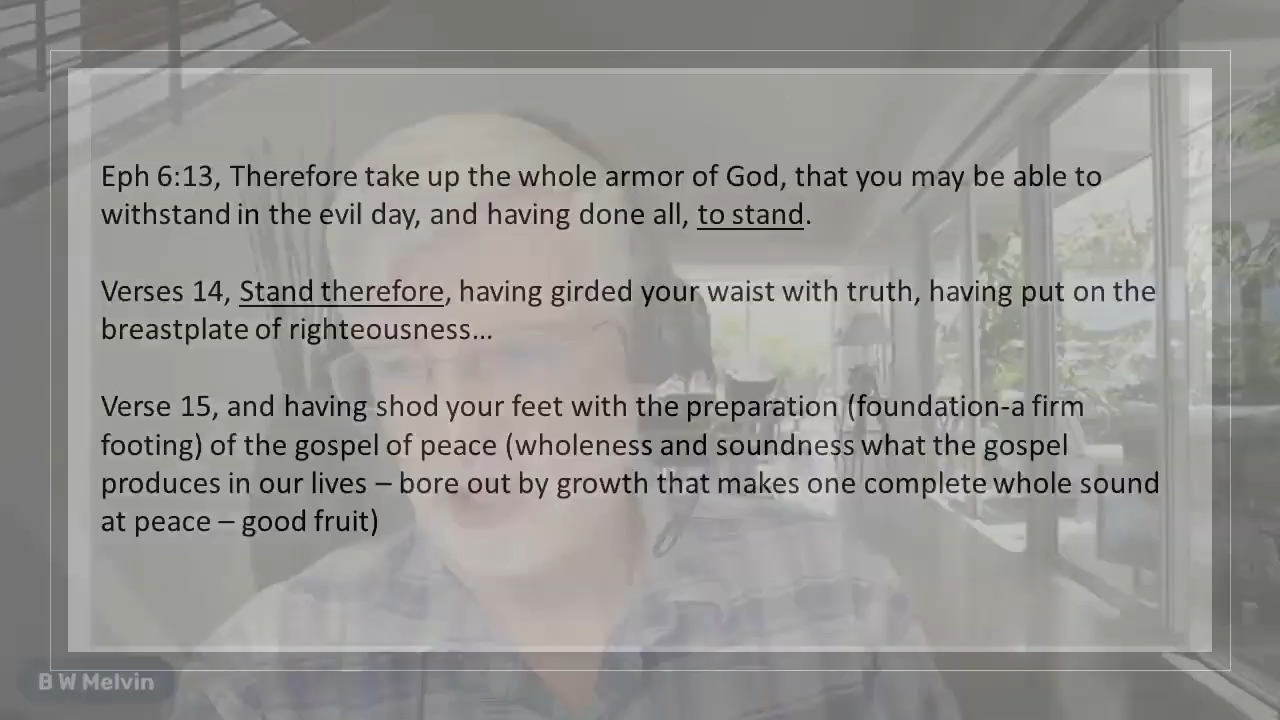 Eph 6:13, Therefore take up the whole armor of God, that you may be able to
withstand in the evil day, and having done all, to stand.
Verses 14, Stand therefore, having girded your waist with truth, having put on the
breastplate of righteousness...
Verse 15, and having shod your feet with the preparation (foundation-a firm
footing) of the gospel of peace (wholeness and soundness what the gospel
produces in our lives – bore out by growth that makes one complete whole sound
at peace – good fruit)
B W Melvin